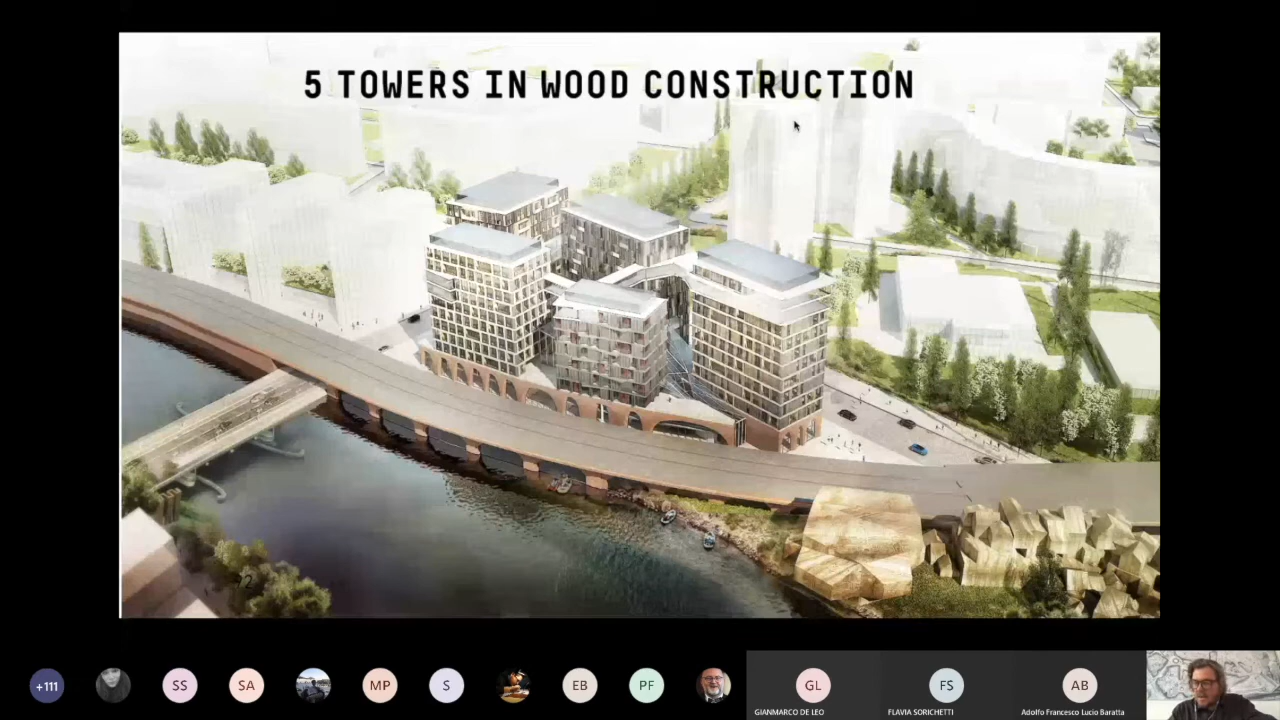 5 TOWERS IN WOOD CONSTRUCTION
+111
SS
SA
MP
S
EB
PF
GL
FS
AB
GIANMARCO DE LEO
FLAVIA SORICHETTI
Adolfo Francesco Lucio Baratta